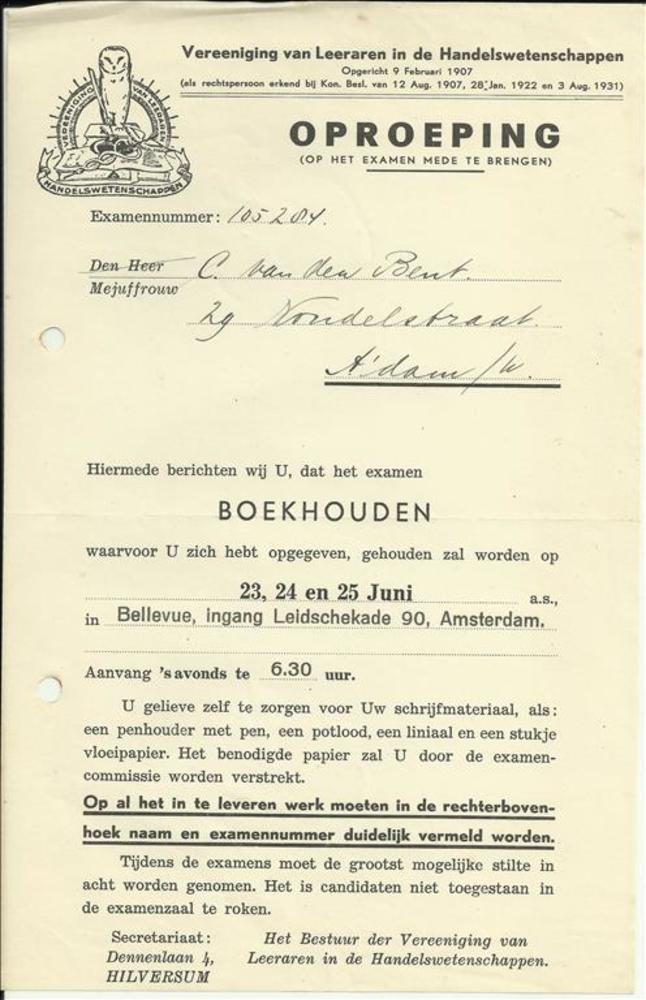 Vereeniging van Leeraren in de Handelswetenschappen
Opgericht 9 Februari 1907
(als rechtspersoon erkend bij Kon. Besl. van 12 Aug. 1907, 28 Jan. 1922 en 3 Aug. 1931)
VEREENIGING VAN LEERAREN
HANDELSWETENSCHAPPEN
OPROEPING
(OP HET EXAMEN MEDE TE BRENGEN)
Examennummer: 105284.
Den Heer C. van den Bent.
Mejuffrouw
29 Vondelstraat.
A'dam/W.
Hiermede berichten wij U, dat het examen
BOEKHOUDEN
waarvoor U zich hebt opgegeven, gehouden zal worden op
23, 24 en 25 Juni a.s.,
in Bellevue, ingang Leidschekade 90, Amsterdam.
Aanvang 's avonds te 6.30 uur.
U gelieve zelf te zorgen voor Uw schrijfmateriaal, als:
een penhouder met pen, een potlood, een liniaal en een stukje
vloeipapier. Het benodigde papier zal U door de examen-
commissie worden verstrekt.
Op al het in te leveren werk moeten in de rechterboven-
hoek naam en examennummer duidelijk vermeld worden.
Tijdens de examens moet de grootst mogelijke stilte in
acht worden genomen. Het is candidaten niet toegestaan in
de examenzaal te roken.
Secretariaat:
Dennenlaan 4,
HILVERSUM
Het Bestuur der Vereeniging van
Leeraren in de Handelswetenschappen.